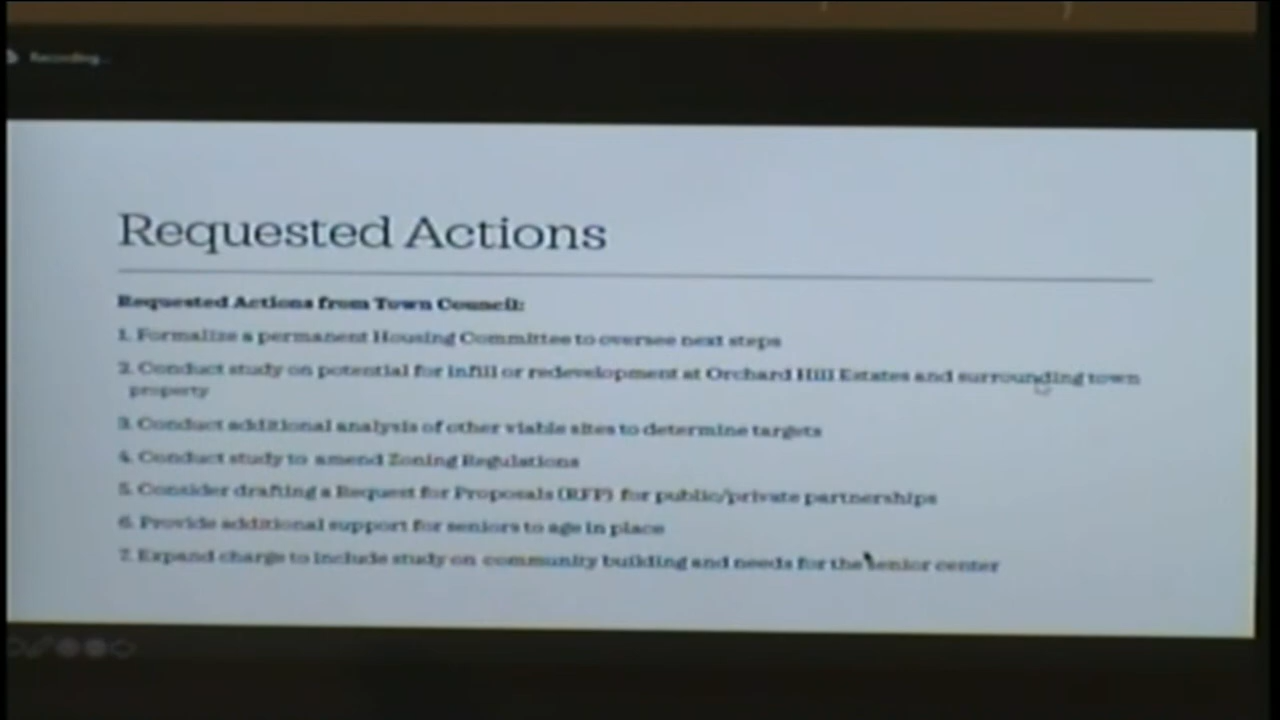 Recording...
Requested Actions
Requested Actions from Town Council:
1. Formalize a permanent Housing Committee to oversee next steps
2. Conduct study on potential for infill or redevelopment at Orchard Hill Estates and surrounding town
property
3. Conduct additional analysis of other viable sites to determine targets
4. Conduct study to amend Zoning Regulations
5. Consider drafting a Request for Proposals (RFP) for public/private partnerships
6. Provide additional support for seniors to age in place
7. Expand charge to include study on community building and needs for the senior center